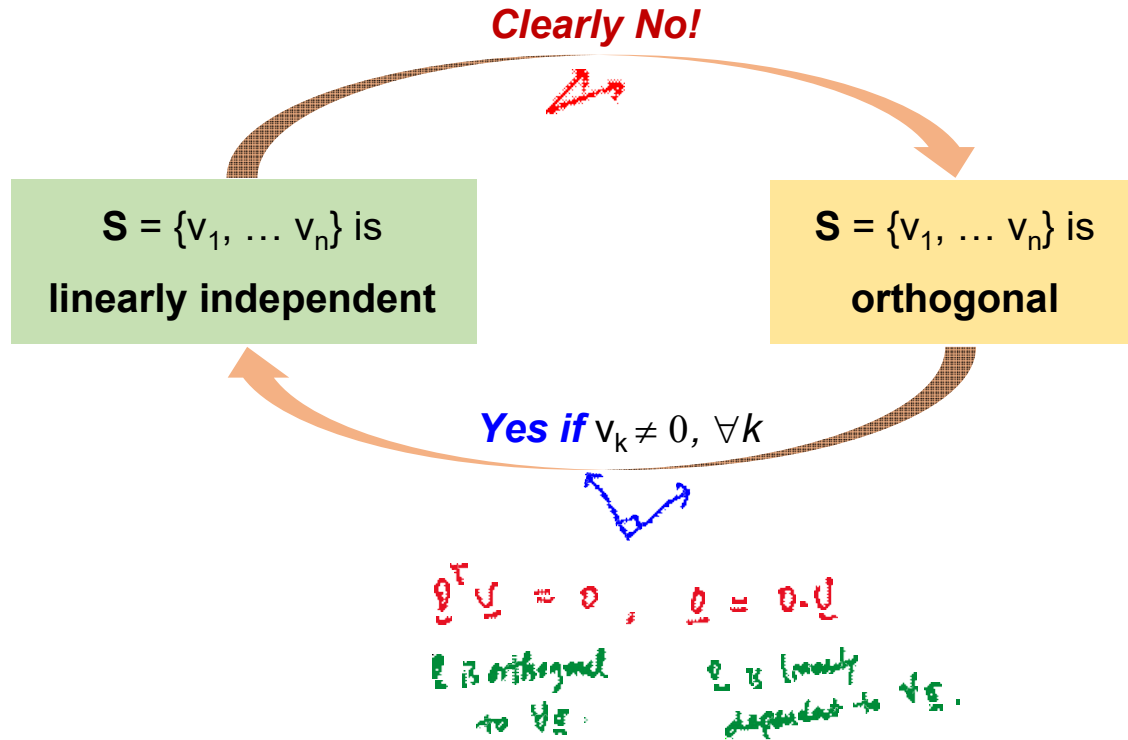 Clearly No!
S = {v₁, … vₙ} is
linearly independent
S = {v₁, … vₙ} is
orthogonal
Yes if vₖ ≠ 0, ∀k
0ᵀ v = 0 , 0 = 0·v
0 is orthogonal
to ∀v.
0 is linearly
dependent to ∀v.